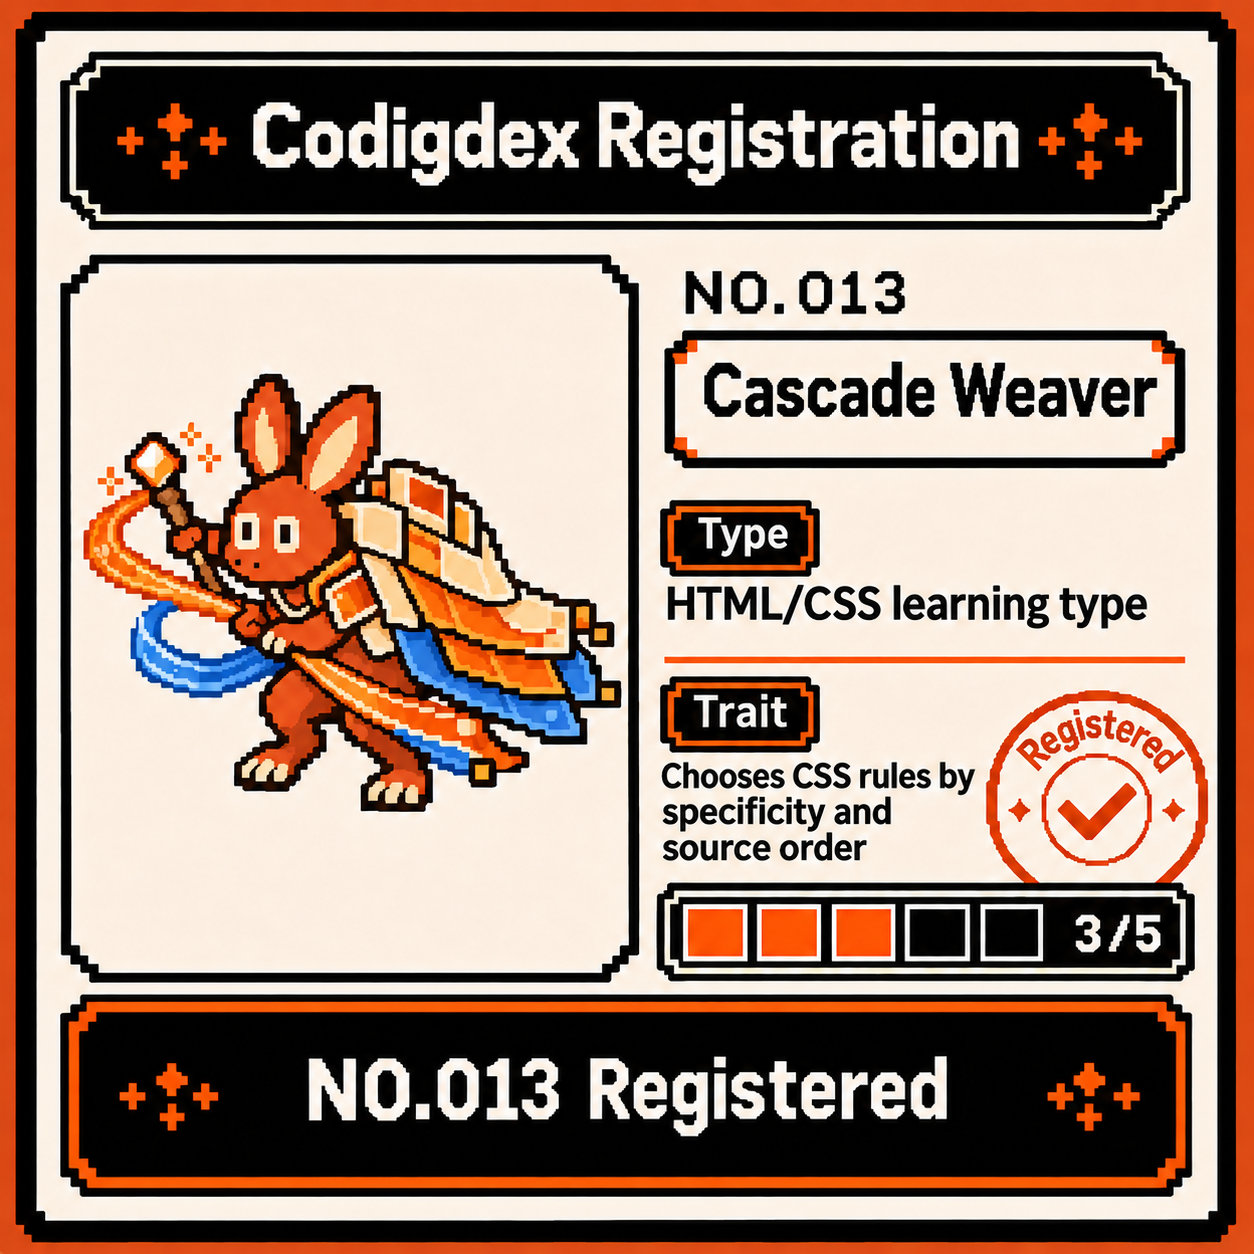 Codigdex Registration
NO. 013
Cascade Weaver
Type
HTML/CSS learning type
Trait
Chooses CSS rules by
specificity and
source order
Registered
3/5
NO.013 Registered